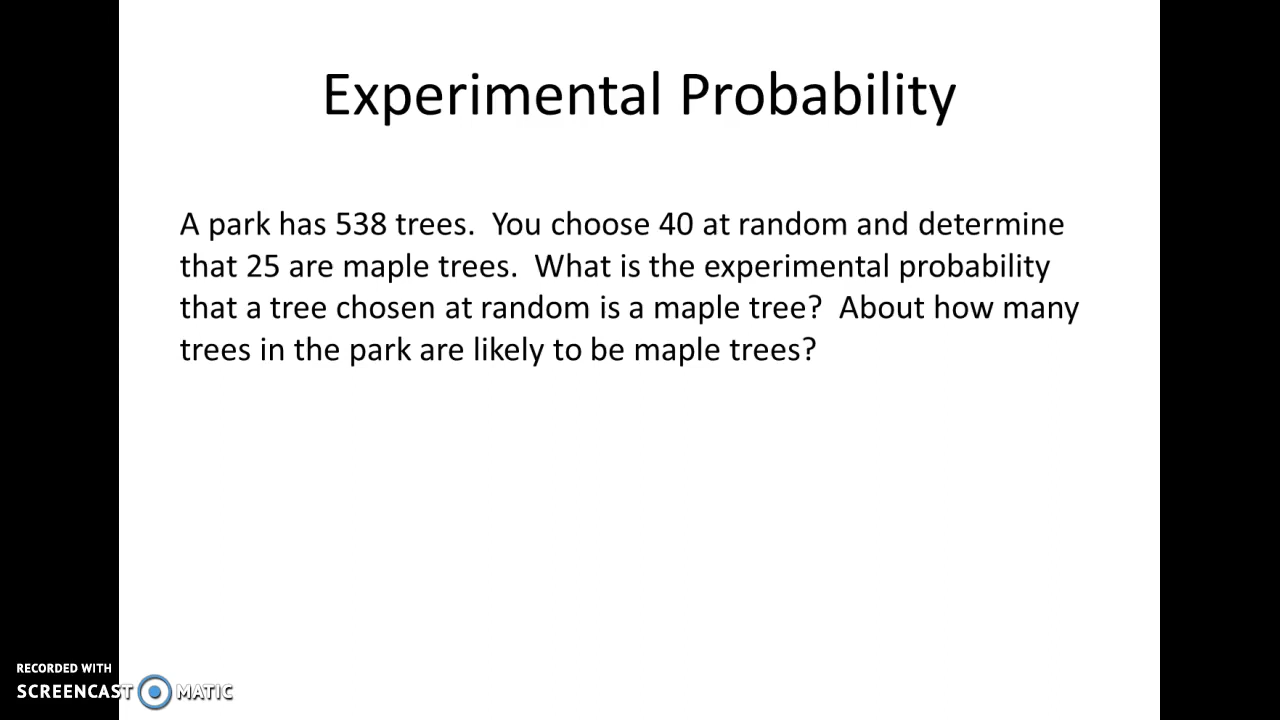 Experimental Probability
A park has 538 trees.  You choose 40 at random and determine
that 25 are maple trees.  What is the experimental probability
that a tree chosen at random is a maple tree?  About how many
trees in the park are likely to be maple trees?
RECORDED WITH
SCREENCAST MATIC